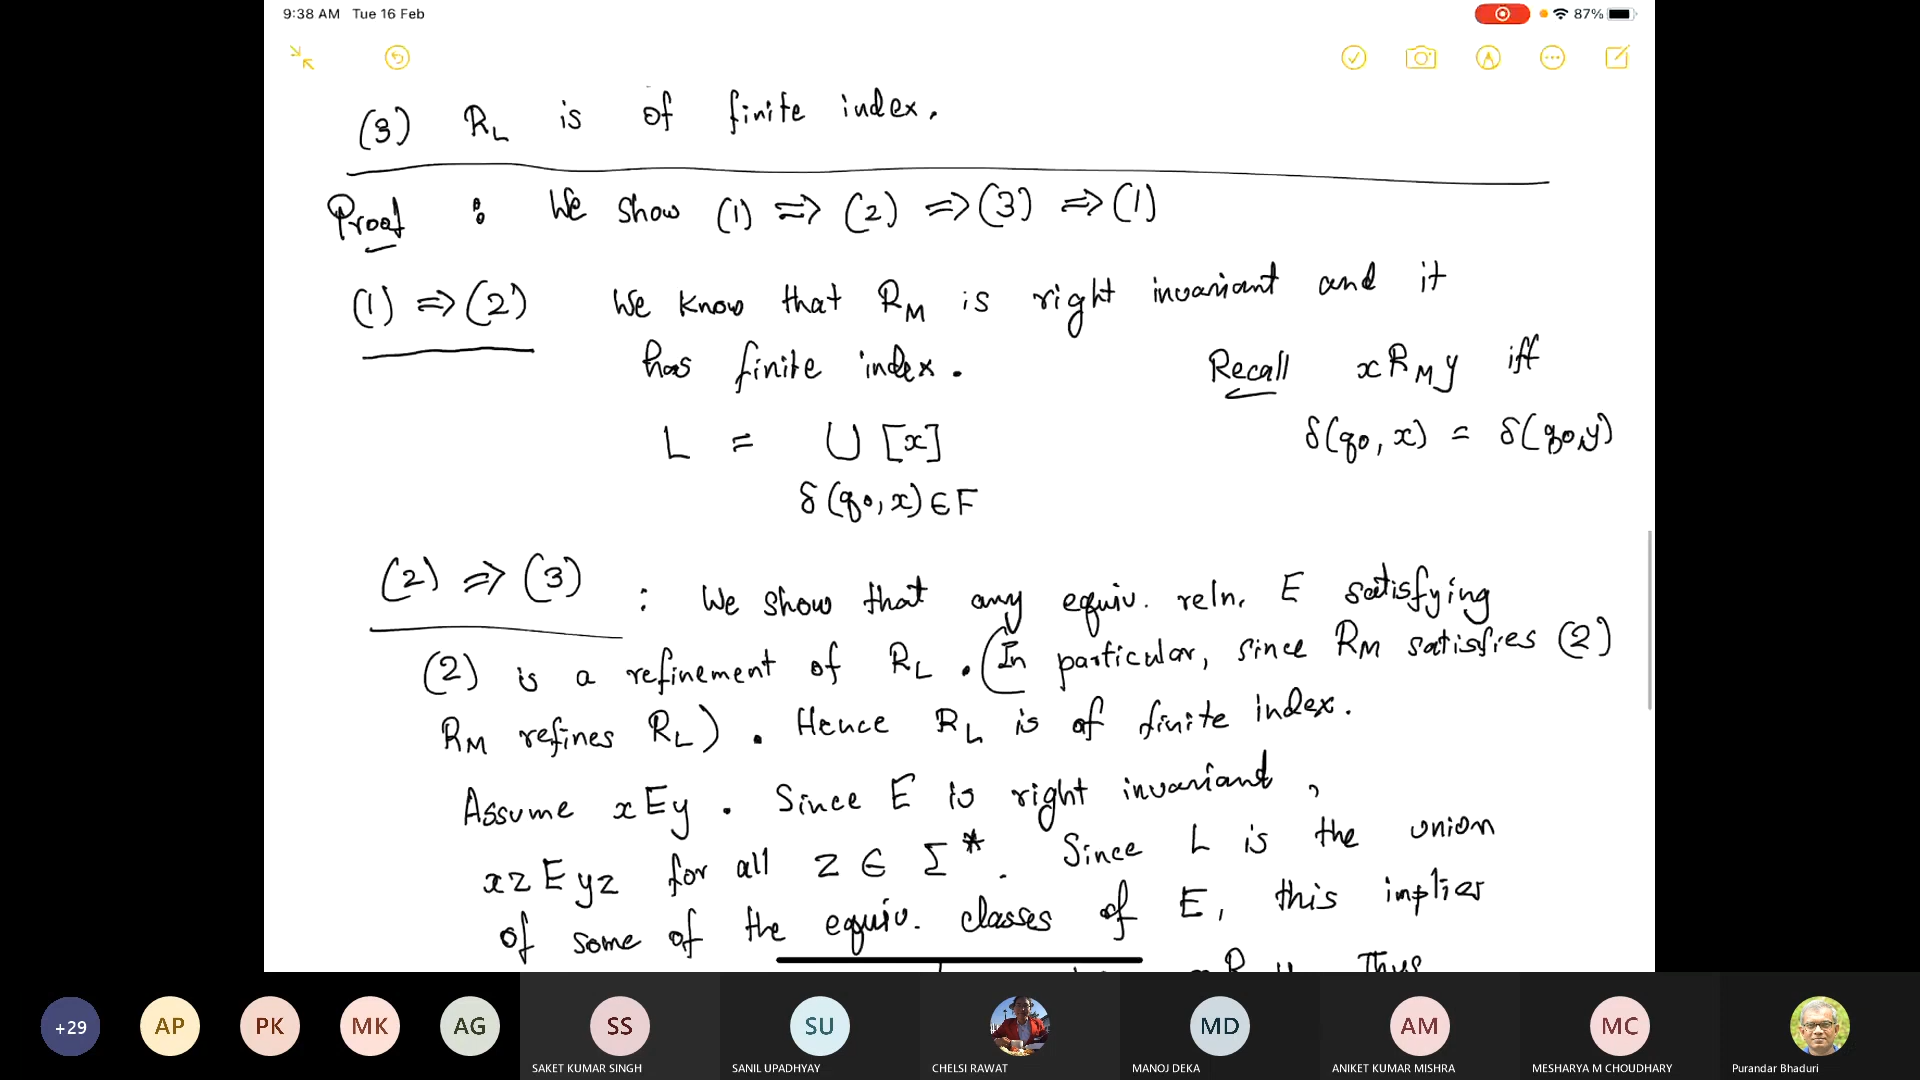 9:38 AM Tue 16 Feb 87%
(3) R_L is of finite index.
Proof : We show (1) => (2) => (3) => (1)
(1) => (2) We know that R_M is right invariant and it
has finite index. Recall x R_M y iff
L = ∪ [x] δ(q0, x) = δ(q0, y)
δ(q0, x) ∈ F
(2) => (3) : We show that any equiv. reln. E satisfying
(2) is a refinement of R_L. (In particular, since R_M satisfies (2)
R_M refines R_L). Hence R_L is of finite index.
Assume x E y. Since E is right invariant,
xz E yz for all z ∈ Σ*. Since L is the union
of some of the equiv. classes of E, this implies
Thus
+29 AP PK MK AG SS SU MD AM MC
SAKET KUMAR SINGH SANIL UPADHYAY CHELSI RAWAT MANOJ DEKA ANIKET KUMAR MISHRA MESHARYA M CHOUDHARY Purandar Bhaduri